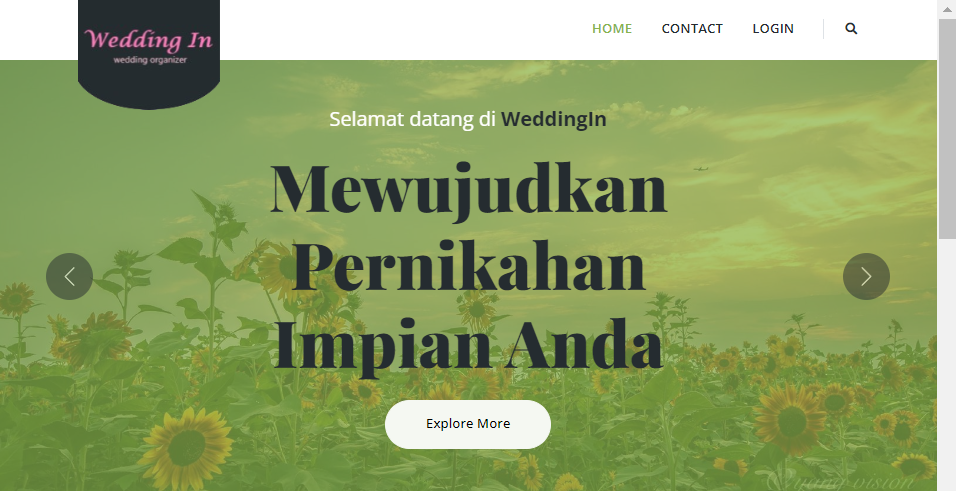 Wedding In
wedding organizer
HOME CONTACT LOGIN
Selamat datang di WeddingIn
Mewujudkan
Pernikahan
Impian Anda
Explore More